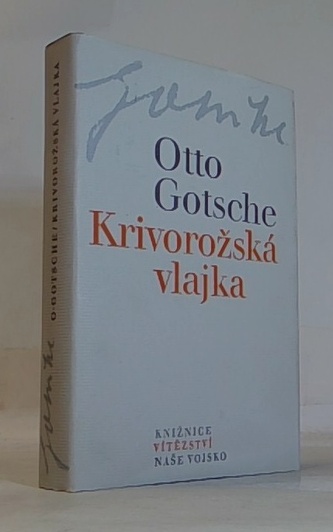 Otto
Gotsche
Krivorožská
vlajka
KNIŽNICE
VÍTĚZSTVÍ
NAŠE VOJSKO
O·GOTSCHE/KRIVOROŽSKÁ VLAJKA